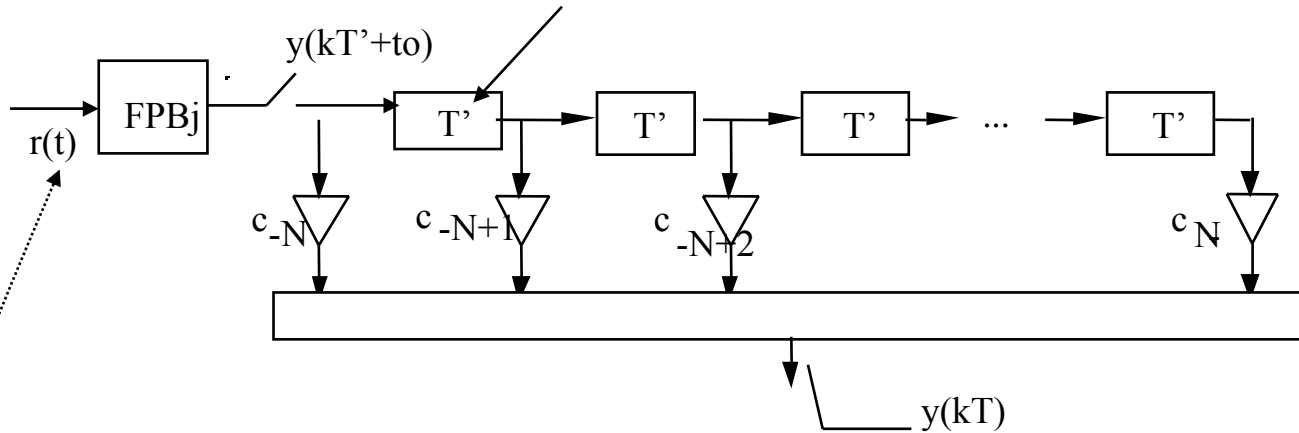 y(kT'+to)
r(t)
FPBj
T' T' T' ... T'
c-N c-N+1 c-N+2 cN
y(kT)